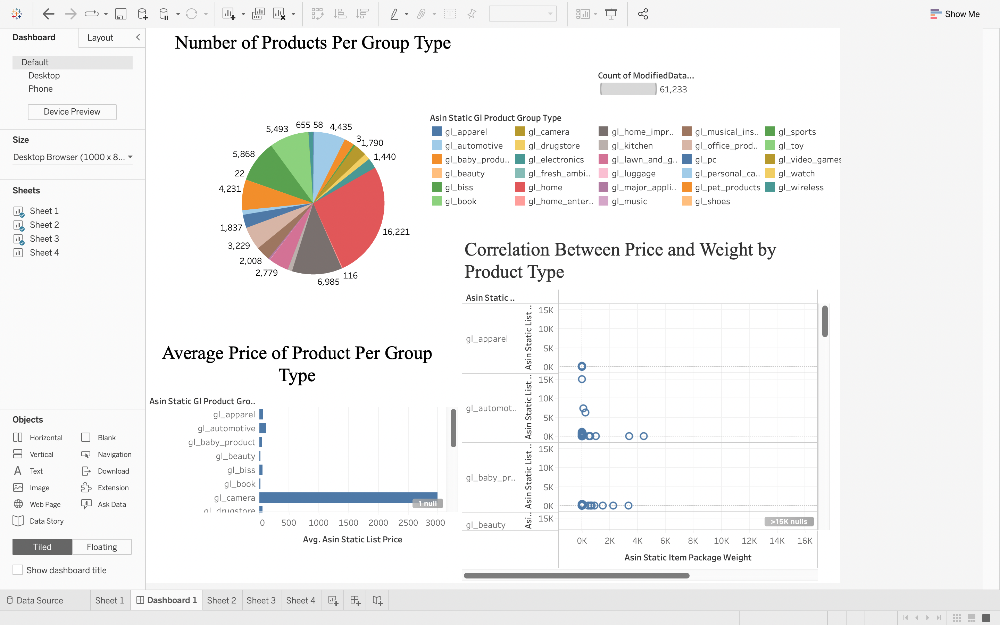 Show Me
Dashboard
Layout
Default
Desktop
Phone
Device Preview
Size
Desktop Browser (1000 x 8...
Sheets
Sheet 1
Sheet 2
Sheet 3
Sheet 4
Objects
Horizontal
Blank
Vertical
Navigation
Text
Download
Image
Extension
Web Page
Ask Data
Data Story
Tiled
Floating
Show dashboard title
Number of Products Per Group Type
Count of ModifiedData...
61,233
5,493
655
58
4,435
3
1,790
1,440
5,868
22
4,231
16,221
1,837
3,229
2,008
2,779
6,985
116
Asin Static Gl Product Group Type
gl_apparel
gl_camera
gl_home_impr..
gl_musical_ins..
gl_sports
gl_automotive
gl_drugstore
gl_kitchen
gl_office_prod..
gl_toy
gl_baby_produ..
gl_electronics
gl_lawn_and_g..
gl_pc
gl_video_games
gl_beauty
gl_fresh_ambi..
gl_luggage
gl_personal_ca..
gl_watch
gl_biss
gl_home
gl_major_appli..
gl_pet_products
gl_wireless
gl_book
gl_home_enter..
gl_music
gl_shoes
Average Price of Product Per Group
Type
Asin Static Gl Product Gro..
gl_apparel
gl_automotive
gl_baby_product
gl_beauty
gl_biss
gl_book
gl_camera
1 null
gl_drugstore
0
500
1000
1500
2000
2500
3000
Avg. Asin Static List Price
Correlation Between Price and Weight by
Product Type
Asin Static ..
gl_apparel
Asin Static List ..
15K
10K
5K
0K
gl_automot..
Asin Static List ..
15K
10K
5K
0K
gl_baby_pr..
Asin Static List ..
15K
10K
5K
0K
gl_beauty
Asi..
15K
>15K nulls
0K
2K
4K
6K
8K
10K
12K
14K
16K
Asin Static Item Package Weight
Data Source
Sheet 1
Dashboard 1
Sheet 2
Sheet 3
Sheet 4